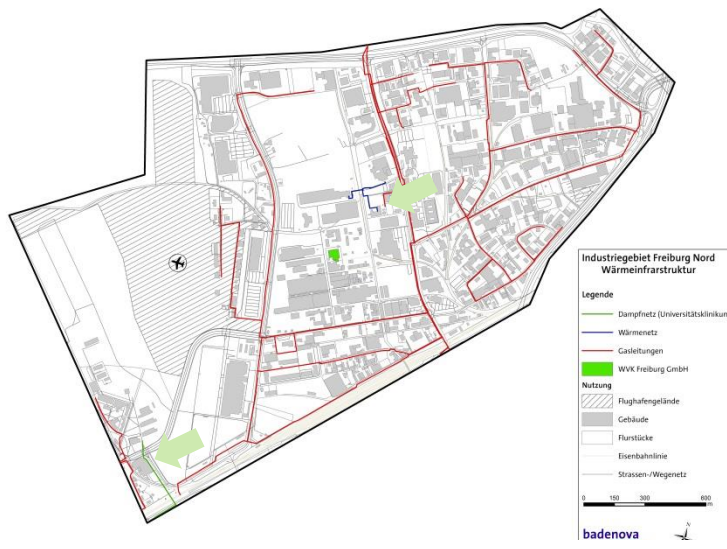 Industriegebiet Freiburg Nord
Wärmeinfrarstruktur
Legende
Dampfnetz (Universitätsklinikum
Wärmenetz
Gasleitungen
WVK Freiburg GmbH
Nutzung
Flughafengelände
Gebäude
Flurstücke
Eisenbahnlinie
Strassen-/Wegenetz
0 150 300 600
m
badenova